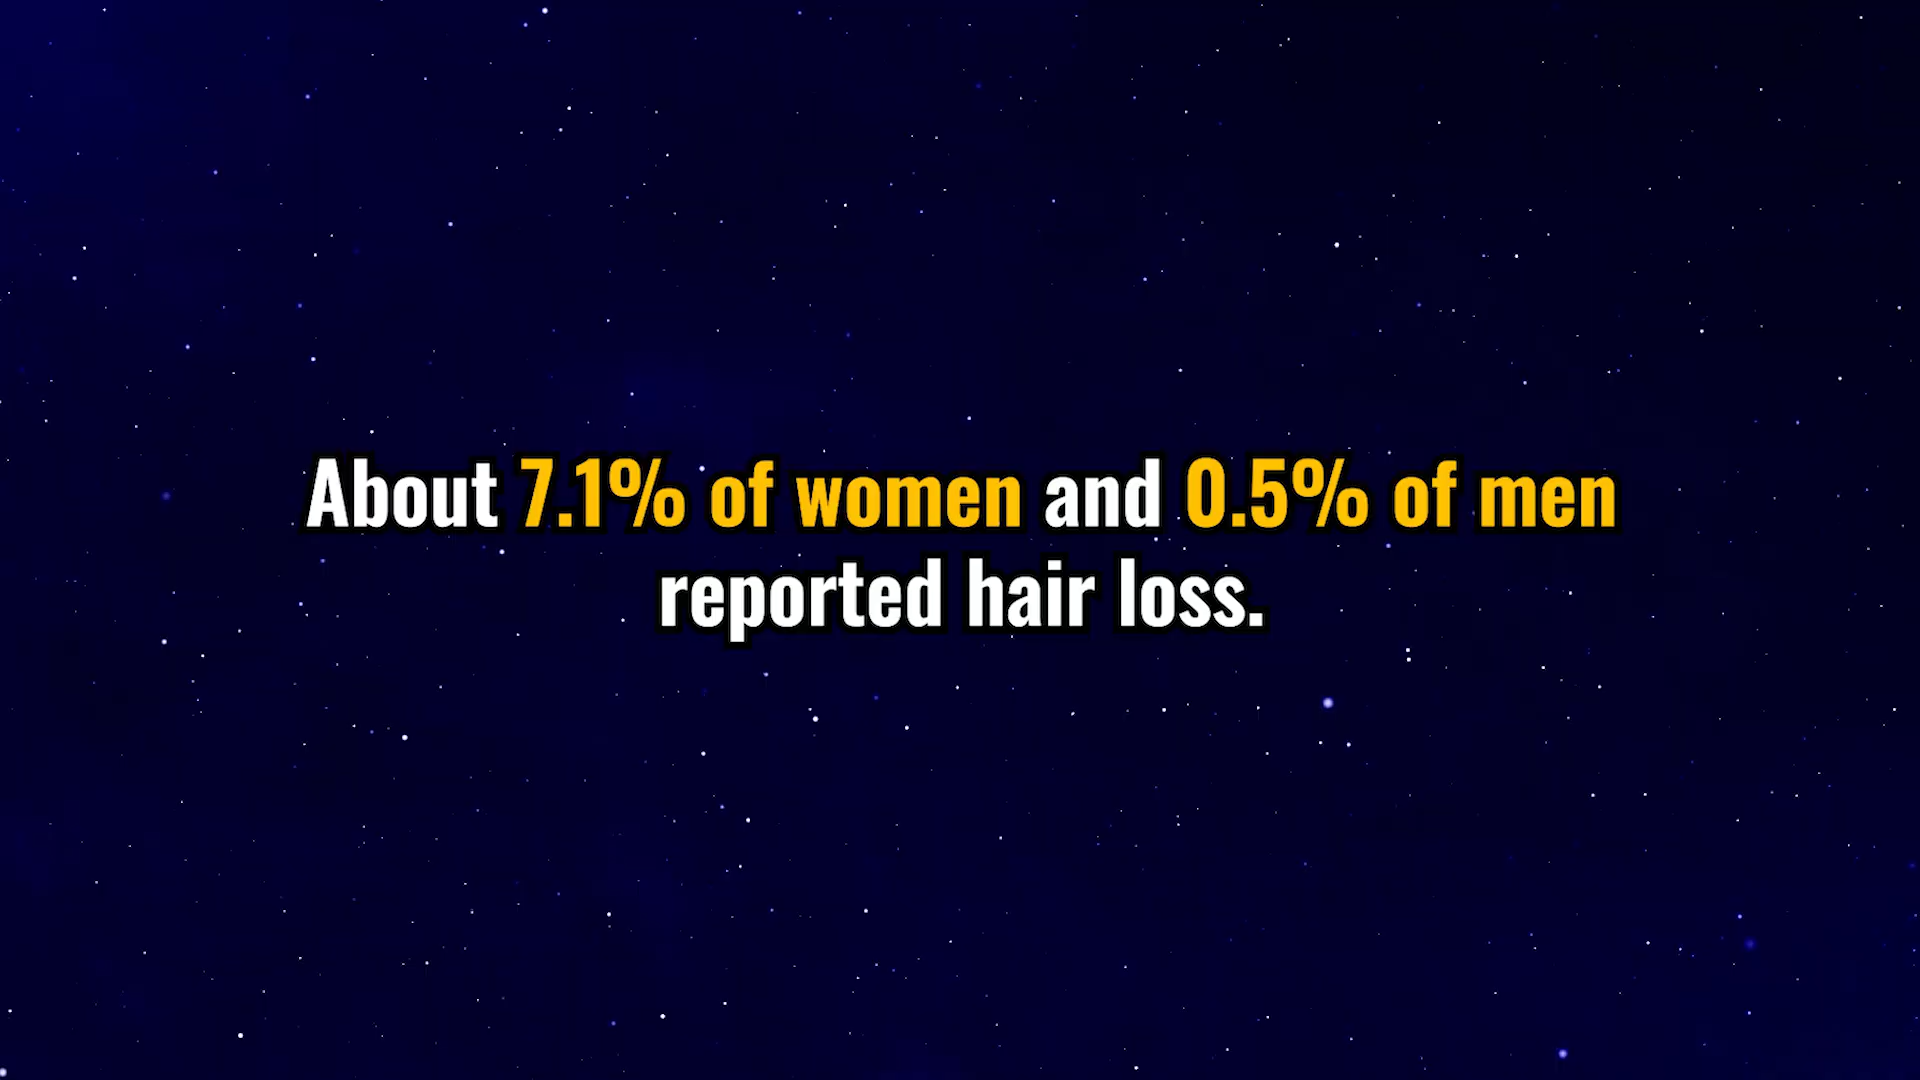 About 7.1% of women and 0.5% of men
reported hair loss.